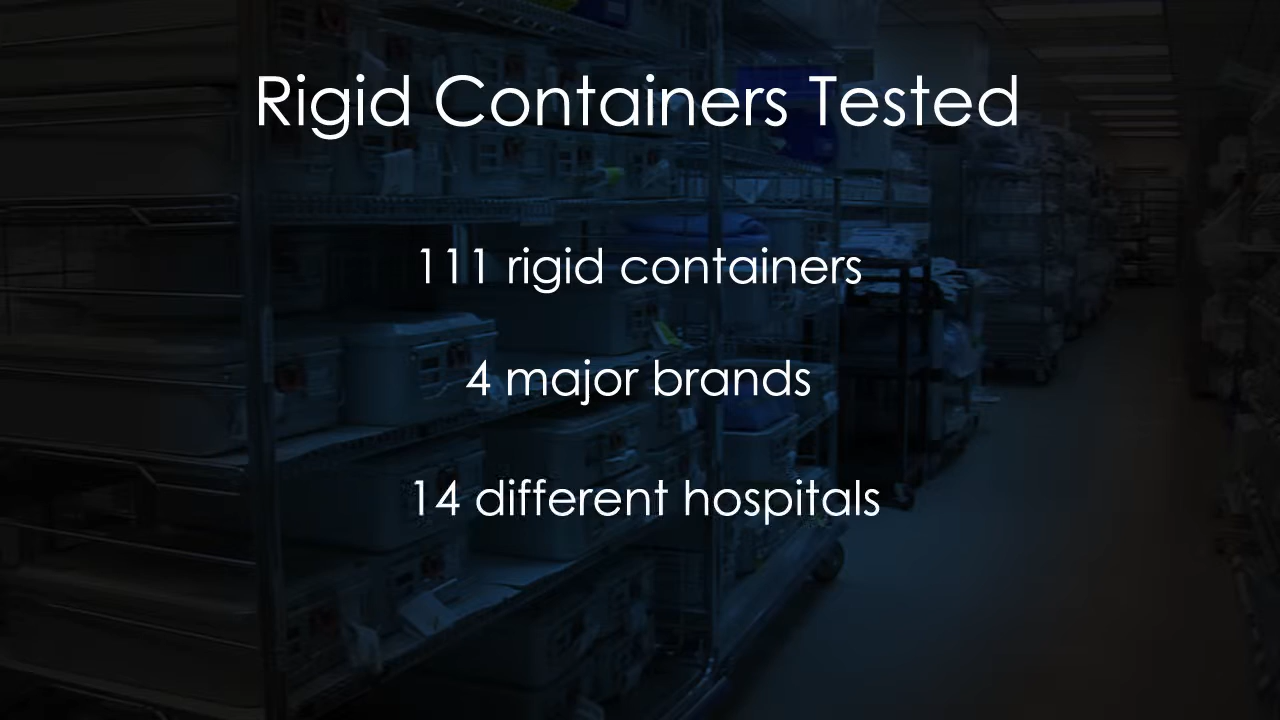 Rigid Containers Tested
111 rigid containers
4 major brands
14 different hospitals